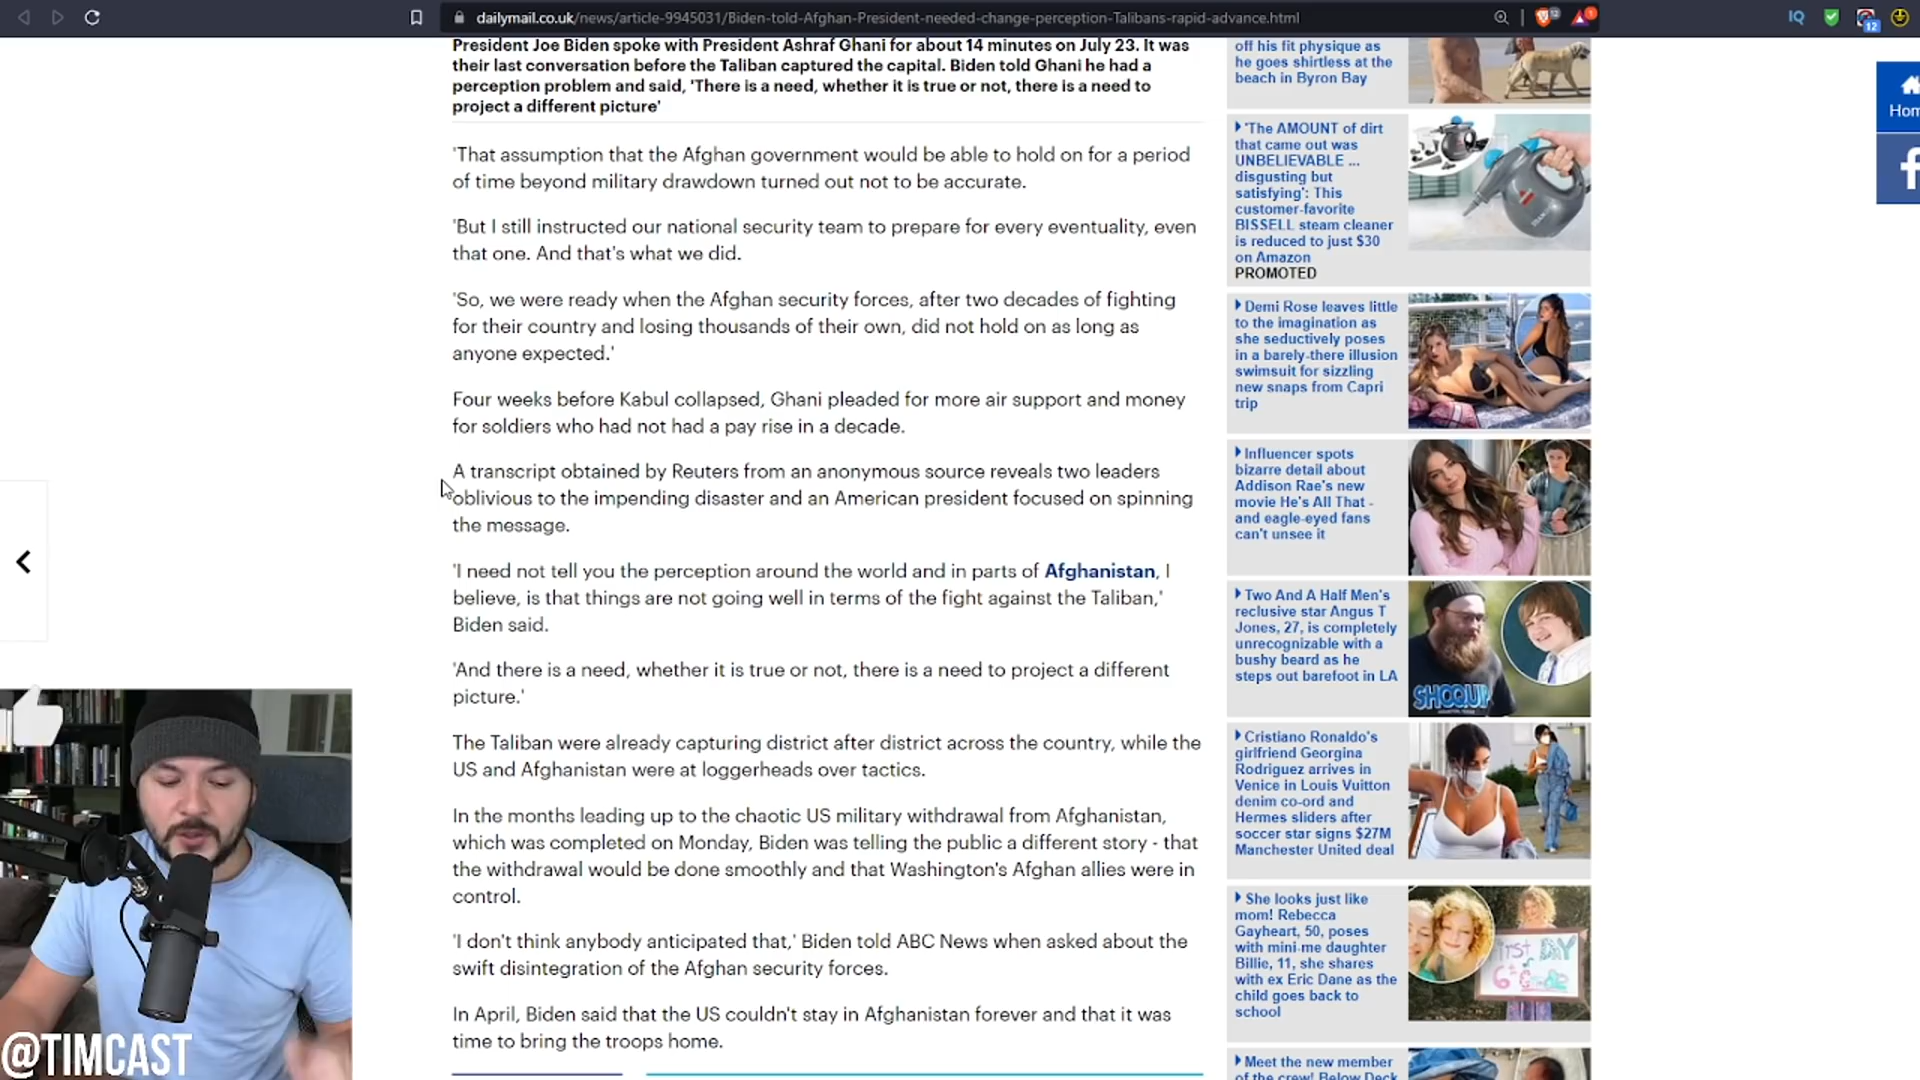 dailymail.co.uk/news/article-9945031/Biden-told-Afghan-President-needed-change-perception-Talibans-rapid-advance.html
IQ
12
President Joe Biden spoke with President Ashraf Ghani for about 14 minutes on July 23. It was
their last conversation before the Taliban captured the capital. Biden told Ghani he had a
perception problem and said, 'There is a need, whether it is true or not, there is a need to
project a different picture'
'That assumption that the Afghan government would be able to hold on for a period
of time beyond military drawdown turned out not to be accurate.
'But I still instructed our national security team to prepare for every eventuality, even
that one. And that's what we did.
'So, we were ready when the Afghan security forces, after two decades of fighting
for their country and losing thousands of their own, did not hold on as long as
anyone expected.'
Four weeks before Kabul collapsed, Ghani pleaded for more air support and money
for soldiers who had not had a pay rise in a decade.
A transcript obtained by Reuters from an anonymous source reveals two leaders
oblivious to the impending disaster and an American president focused on spinning
the message.
'I need not tell you the perception around the world and in parts of Afghanistan, I
believe, is that things are not going well in terms of the fight against the Taliban,'
Biden said.
'And there is a need, whether it is true or not, there is a need to project a different
picture.'
The Taliban were already capturing district after district across the country, while the
US and Afghanistan were at loggerheads over tactics.
In the months leading up to the chaotic US military withdrawal from Afghanistan,
which was completed on Monday, Biden was telling the public a different story - that
the withdrawal would be done smoothly and that Washington's Afghan allies were in
control.
'I don't think anybody anticipated that,' Biden told ABC News when asked about the
swift disintegration of the Afghan security forces.
In April, Biden said that the US couldn't stay in Afghanistan forever and that it was
time to bring the troops home.
off his fit physique as
he goes shirtless at the
beach in Byron Bay
'The AMOUNT of dirt
that came out was
UNBELIEVABLE ...
disgusting but
satisfying': This
customer-favorite
BISSELL steam cleaner
is reduced to just $30
on Amazon
PROMOTED
Demi Rose leaves little
to the imagination as
she seductively poses
in a barely-there illusion
swimsuit for sizzling
new snaps from Capri
trip
Influencer spots
bizarre detail about
Addison Rae's new
movie He's All That -
and eagle-eyed fans
can't unsee it
Two And A Half Men's
reclusive star Angus T
Jones, 27, is completely
unrecognizable with a
bushy beard as he
steps out barefoot in LA
Cristiano Ronaldo's
girlfriend Georgina
Rodriguez arrives in
Venice in Louis Vuitton
denim co-ord and
Hermes sliders after
soccer star signs $27M
Manchester United deal
She looks just like
mom! Rebecca
Gayheart, 50, poses
with mini-me daughter
Billie, 11, she shares
with ex Eric Dane as the
child goes back to
school
FIRST DAY
Meet the new member
of the crew! Below Deck
Hom
f
@TIMCAST